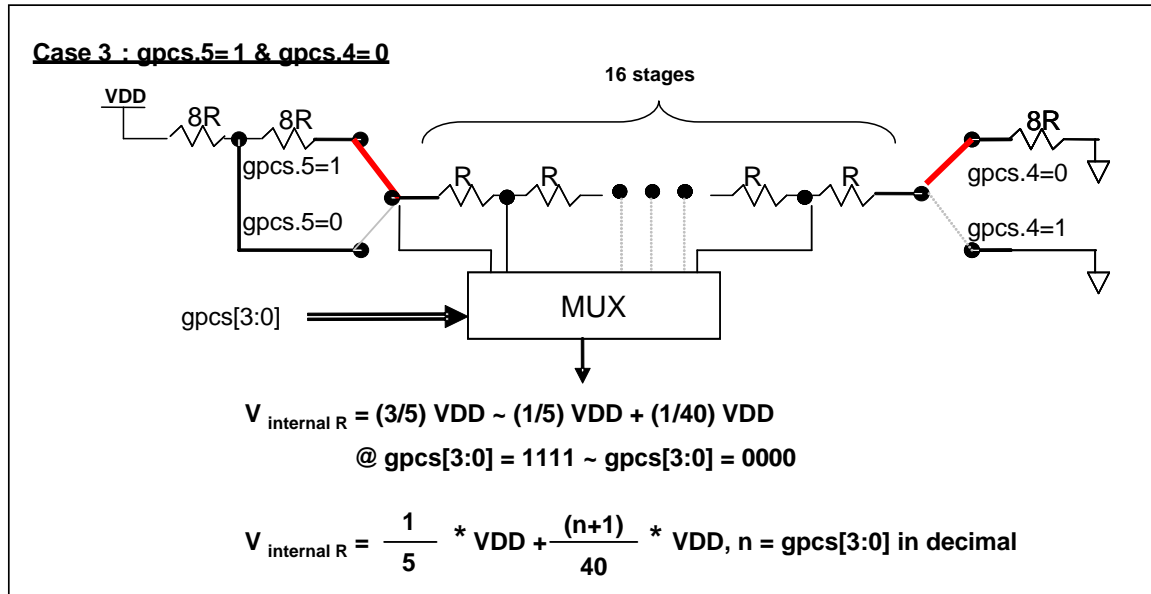 Case 3 : gpcs.5=1 & gpcs.4=0
16 stages
VDD
8R
8R
8R
gpcs.5=1
gpcs.4=0
R
R
R
R
gpcs.5=0
gpcs.4=1
MUX
gpcs[3:0]
V internal R = (3/5) VDD ~ (1/5) VDD + (1/40) VDD
@ gpcs[3:0] = 1111 ~ gpcs[3:0] = 0000
V internal R = 1/5 * VDD + (n+1)/40 * VDD, n = gpcs[3:0] in decimal